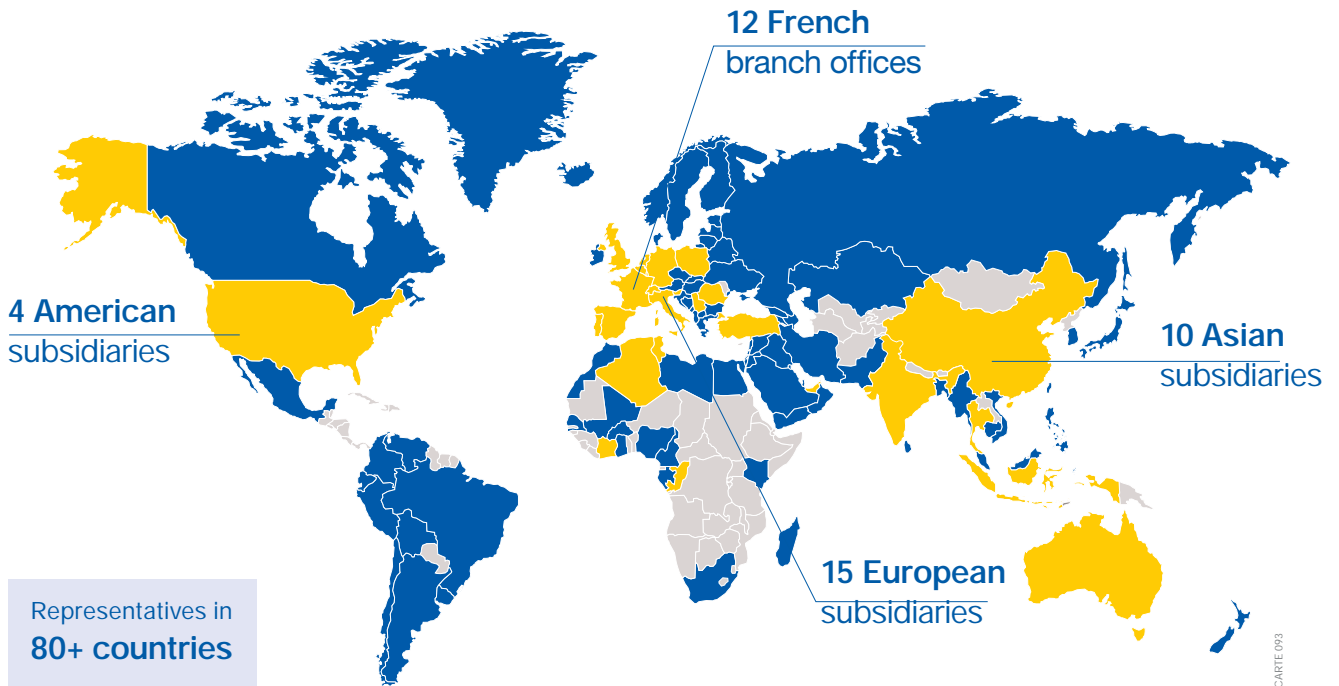 12 French
branch offices
4 American
subsidiaries
10 Asian
subsidiaries
15 European
subsidiaries
Representatives in
80+ countries
CARTE 093